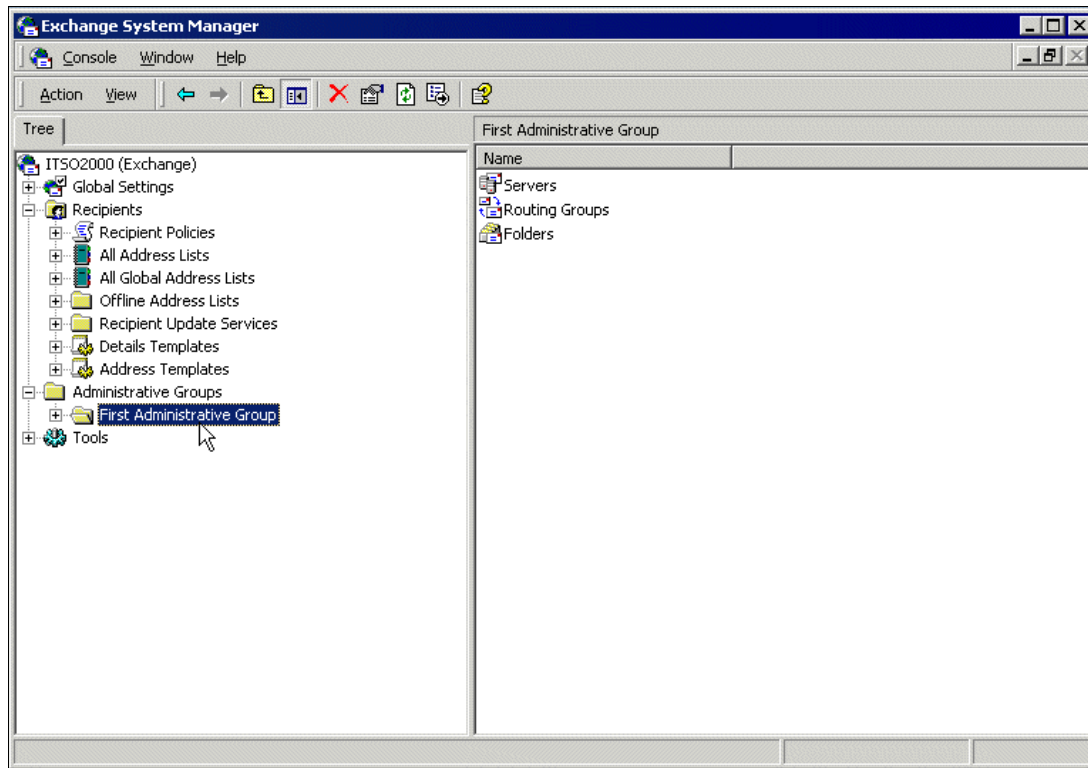 Exchange System Manager
Console Window Help
Action View
Tree
First Administrative Group
ITSO2000 (Exchange)
Global Settings
Recipients
Recipient Policies
All Address Lists
All Global Address Lists
Offline Address Lists
Recipient Update Services
Details Templates
Address Templates
Administrative Groups
First Administrative Group
Tools
Name
Servers
Routing Groups
Folders